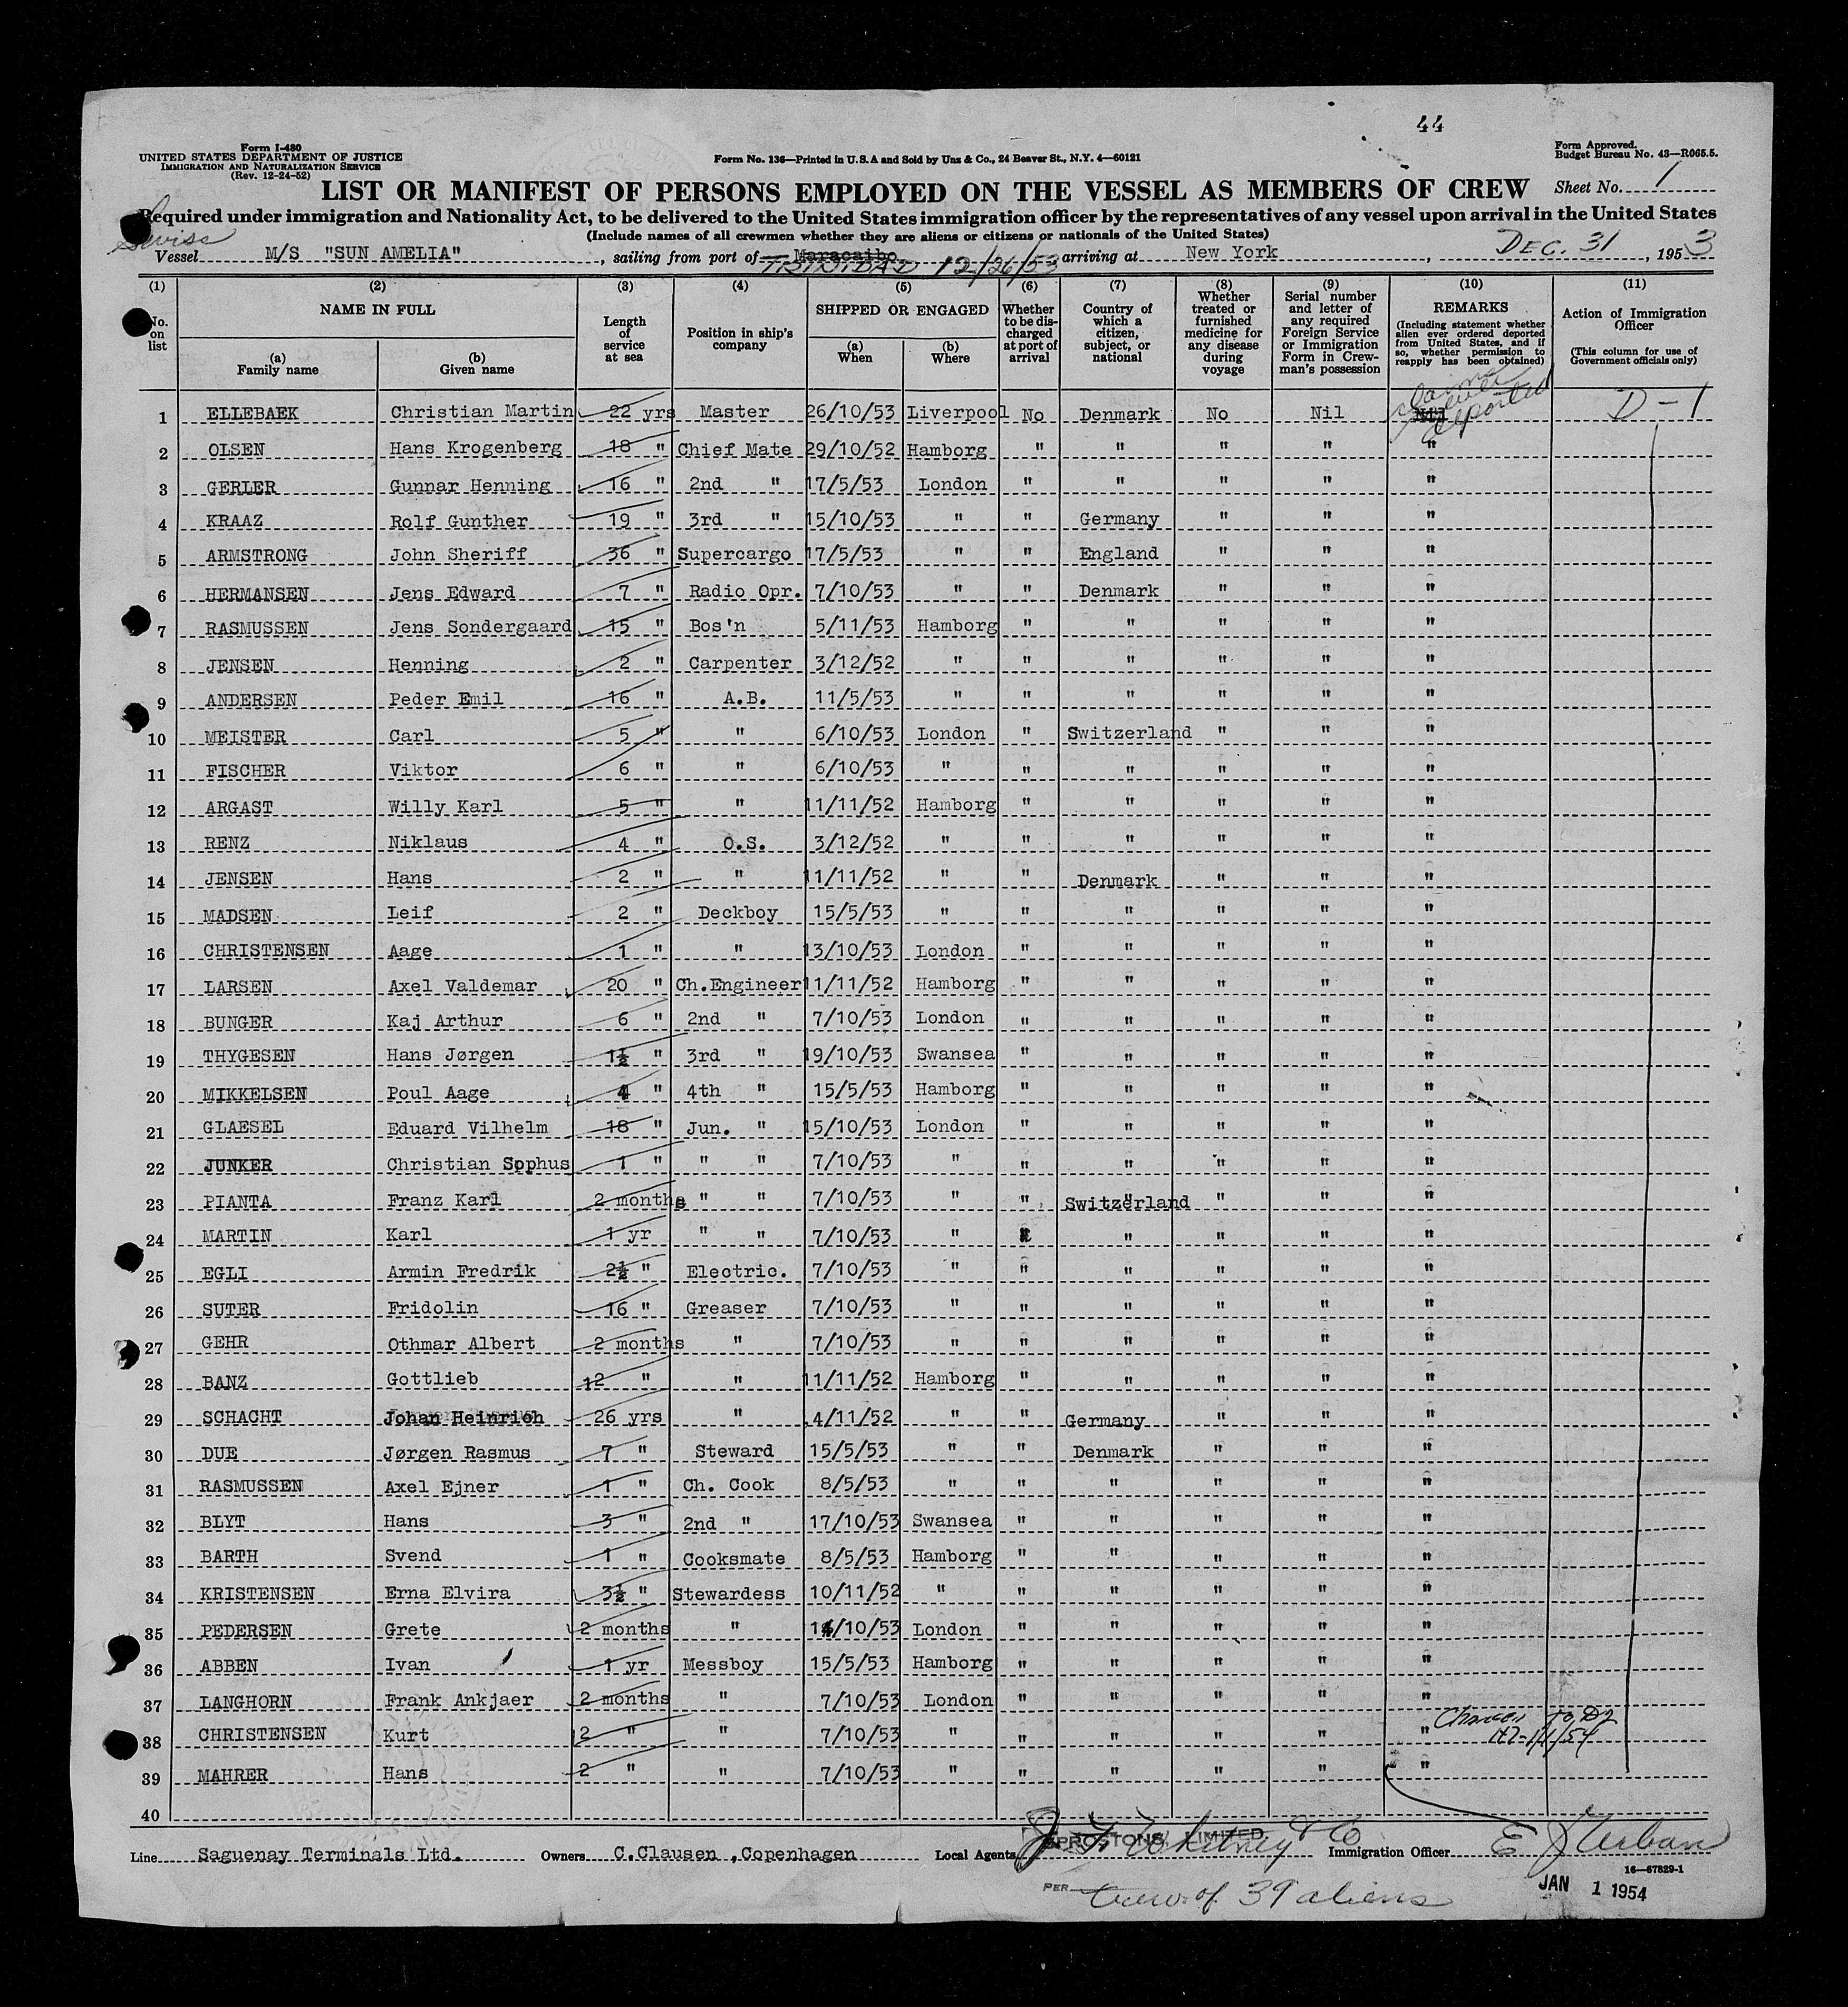 44
Form I-480
UNITED STATES DEPARTMENT OF JUSTICE
IMMIGRATION AND NATURALIZATION SERVICE
(Rev. 12-24-52)
Form No. 136—Printed in U.S.A and Sold by Unz & Co., 24 Beaver St., N.Y. 4—60121
Form Approved.
Budget Bureau No. 43—R065.5.
LIST OR MANIFEST OF PERSONS EMPLOYED ON THE VESSEL AS MEMBERS OF CREW
Sheet No. 1
Required under immigration and Nationality Act, to be delivered to the United States immigration officer by the representatives of any vessel upon arrival in the United States
(Include names of all crewmen whether they are aliens or citizens or nationals of the United States)
Swiss
Vessel M/S "SUN AMELIA", sailing from port of Maracaibo TRINIDAD 12/26/53 arriving at New York, DEC. 31, 1953
(1) (2) (3) (4) (5) (6) (7) (8) (9) (10) (11)
No. on list
NAME IN FULL
(a) Family name
(b) Given name
Length of service at sea
Position in ship's company
SHIPPED OR ENGAGED
(a) When
(b) Where
Whether to be discharged at port of arrival
Country of which a citizen, subject, or national
Whether treated or furnished medicine for any disease during voyage
Serial number and letter of any required Foreign Service or Immigration Form in Crewman's possession
REMARKS
(Including statement whether alien ever ordered deported from United States, and if so, whether permission to reapply has been obtained)
Action of Immigration Officer
(This column for use of Government officials only)
never deported
1 ELLEBAEK Christian Martin 22 yrs Master 26/10/53 Liverpool No Denmark No Nil Nil D-1
2 OLSEN Hans Krogenberg 18 " Chief Mate 29/10/52 Hamborg " " " " "
3 GERLER Gunnar Henning 16 " 2nd " 17/5/53 London " " " " "
4 KRAAZ Rolf Gunther 19 " 3rd " 15/10/53 " " Germany " " "
5 ARMSTRONG John Sheriff 36 " Supercargo 17/5/53 " " England " " "
6 HERMANSEN Jens Edward 7 " Radio Opr. 7/10/53 " " Denmark " " "
7 RASMUSSEN Jens Sondergaard 15 " Bos'n 5/11/53 Hamborg " " " " "
8 JENSEN Henning 2 " Carpenter 3/12/52 " " " " " "
9 ANDERSEN Peder Emil 16 " A.B. 11/5/53 " " " " " "
10 MEISTER Carl 5 " " 6/10/53 London " Switzerland " " "
11 FISCHER Viktor 6 " " 6/10/53 " " " " " "
12 ARGAST Willy Karl 5 " " 11/11/52 Hamborg " " " " "
13 RENZ Niklaus 4 " O.S. 3/12/52 " " " " " "
14 JENSEN Hans 2 " " 11/11/52 " " Denmark " " "
15 MADSEN Leif 2 " Deckboy 15/5/53 " " " " " "
16 CHRISTENSEN Aage 1 " " 13/10/53 London " " " " "
17 LARSEN Axel Valdemar 20 " Ch.Engineer 11/11/52 Hamborg " " " " "
18 BUNGER Kaj Arthur 6 " 2nd " 7/10/53 London " " " " "
19 THYGESEN Hans Jørgen 1½ " 3rd " 19/10/53 Swansea " " " " "
20 MIKKELSEN Poul Aage 4 " 4th " 15/5/53 Hamborg " " " " "
21 GLAESEL Eduard Vilhelm 18 " Jun. " 15/10/53 London " " " " "
22 JUNKER Christian Sophus 1 " " " 7/10/53 " " " " " "
23 PIANTA Franz Karl 2 months " " 7/10/53 " " Switzerland " " "
24 MARTIN Karl 1 yr " " 7/10/53 " " " " " "
25 EGLI Armin Fredrik 2½ " Electric. 7/10/53 " " " " " "
26 SUTER Fridolin 16 " Greaser 7/10/53 " " " " " "
27 GEHR Othmar Albert 2 months " 7/10/53 " " " " " "
28 BANZ Gottlieb 12 " " 11/11/52 Hamborg " " " " "
29 SCHACHT Johan Heinrich 26 yrs " 4/11/52 " " Germany " " "
30 DUE Jørgen Rasmus 7 " Steward 15/5/53 " " Denmark " " "
31 RASMUSSEN Axel Ejner 1 " Ch. Cook 8/5/53 " " " " " "
32 BLYT Hans 3 " 2nd " 17/10/53 Swansea " " " " "
33 BARTH Svend 1 " Cooksmate 8/5/53 Hamborg " " " " "
34 KRISTENSEN Erna Elvira 3½ " Stewardess 10/11/52 " " " " " "
35 PEDERSEN Grete 2 months " 14/10/53 London " " " " "
36 ABBEN Ivan 1 yr Messboy 15/5/53 Hamborg " " " " "
37 LANGHORN Frank Ankjaer 2 months " 7/10/53 London " " " " "
38 CHRISTENSEN Kurt 2 " " 7/10/53 " " " " " "
to D2
1/1/54
39 MAHRER Hans 2 " " 7/10/53 " " " " " "
40
Line Saguenay Terminals Ltd. Owners C.Clausen ,Copenhagen Local Agents SPROSTONS LIMITED J F Whitney & Co Immigration Officer E J Urban
16—67829-1
PER
crew of 39 aliens
JAN 1 1954